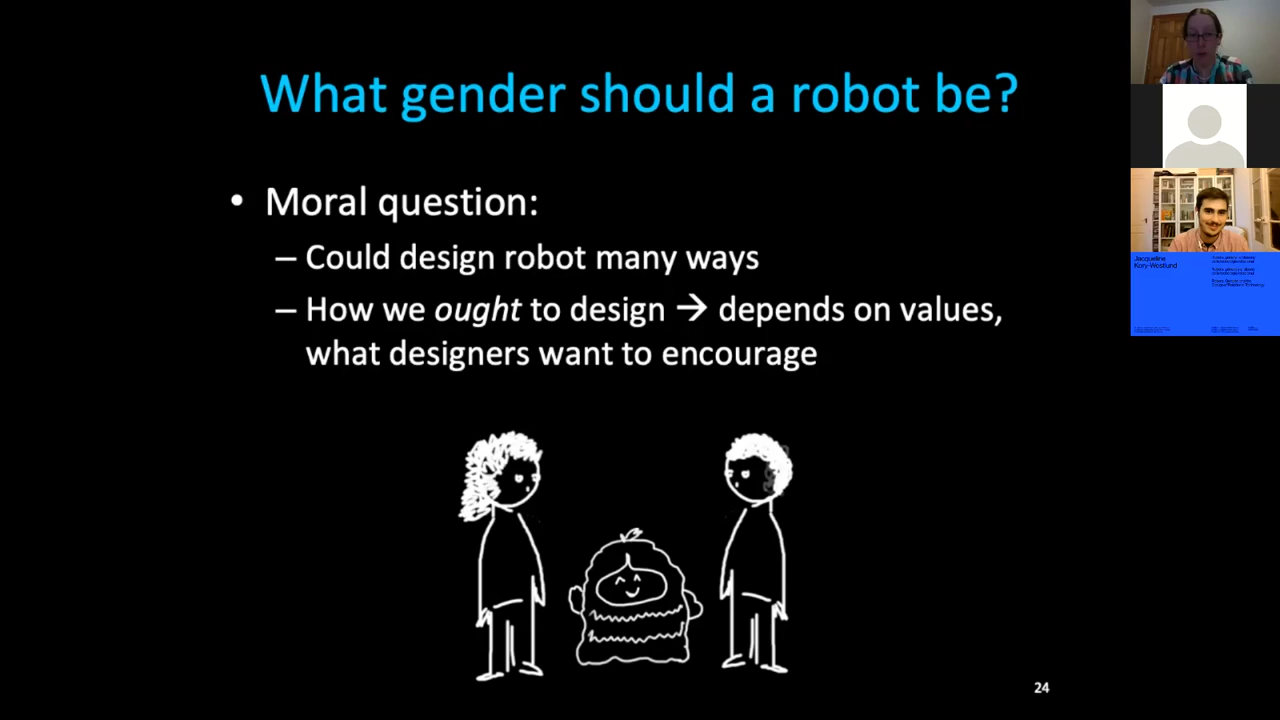 What gender should a robot be?
• Moral question:
– Could design robot many ways
– How we ought to design → depends on values,
what designers want to encourage
24
Jacqueline
Kory-Westlund